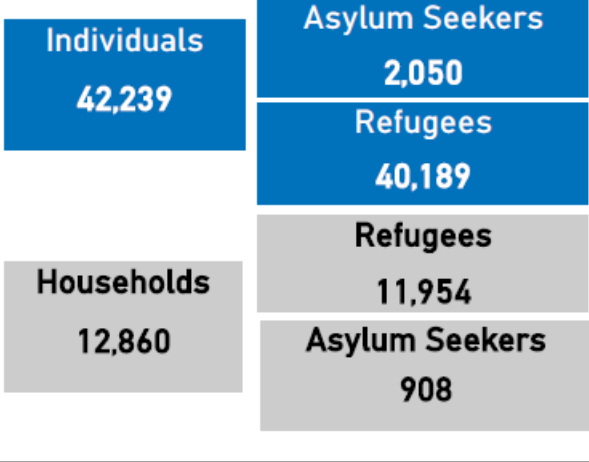 Individuals
42,239
Asylum Seekers
2,050
Refugees
40,189
Households
12,860
Refugees
11,954
Asylum Seekers
908